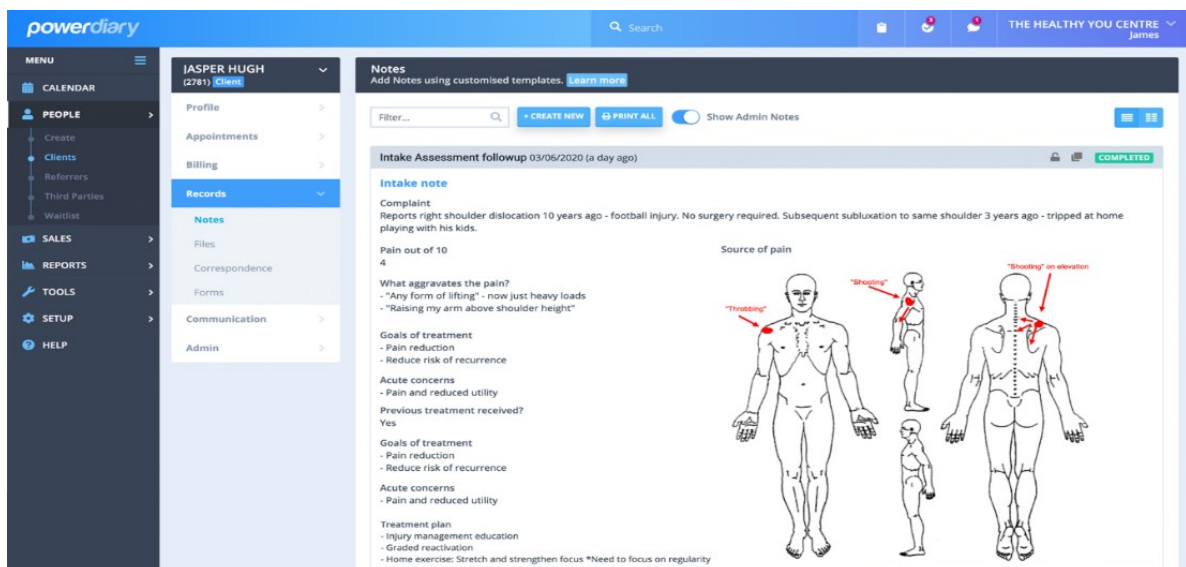 powerdiary
Search
3
1
THE HEALTHY YOU CENTRE
James
MENU
CALENDAR
PEOPLE
Create
Clients
Referrers
Third Parties
Waitlist
SALES
REPORTS
TOOLS
SETUP
HELP
JASPER HUGH
(2781) Client
Profile
Appointments
Billing
Records
Notes
Files
Correspondence
Forms
Communication
Admin
Notes
Add Notes using customised templates. Learn more
Filter...
+ CREATE NEW
PRINT ALL
Show Admin Notes
Intake Assessment followup 03/06/2020 (a day ago)
COMPLETED
Intake note
Complaint
Reports right shoulder dislocation 10 years ago - football injury. No surgery required. Subsequent subluxation to same shoulder 3 years ago - tripped at home
playing with his kids.
Pain out of 10
4
What aggravates the pain?
- "Any form of lifting" - now just heavy loads
- "Raising my arm above shoulder height"
Goals of treatment
- Pain reduction
- Reduce risk of recurrence
Acute concerns
- Pain and reduced utility
Previous treatment received?
Yes
Goals of treatment
- Pain reduction
- Reduce risk of recurrence
Acute concerns
- Pain and reduced utility
Treatment plan
- Injury management education
- Graded reactivation
- Home exercise: Stretch and strengthen focus *Need to focus on regularity
Source of pain
"Throbbing"
"Shooting"
"Shooting" on elevation